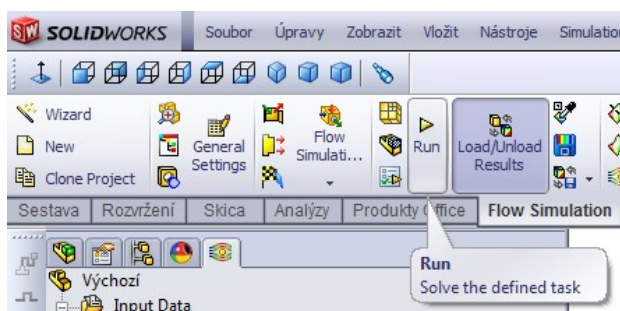 SOLIDWORKS Soubor Úpravy Zobrazit Vložit Nástroje Simulation
Wizard
New
Clone Project
General
Settings
Flow
Simulati...
Run
Load/Unload
Results
Sestava Rozvržení Skica Analýzy Produkty Office Flow Simulation
Run
Solve the defined task
Výchozí
Input Data